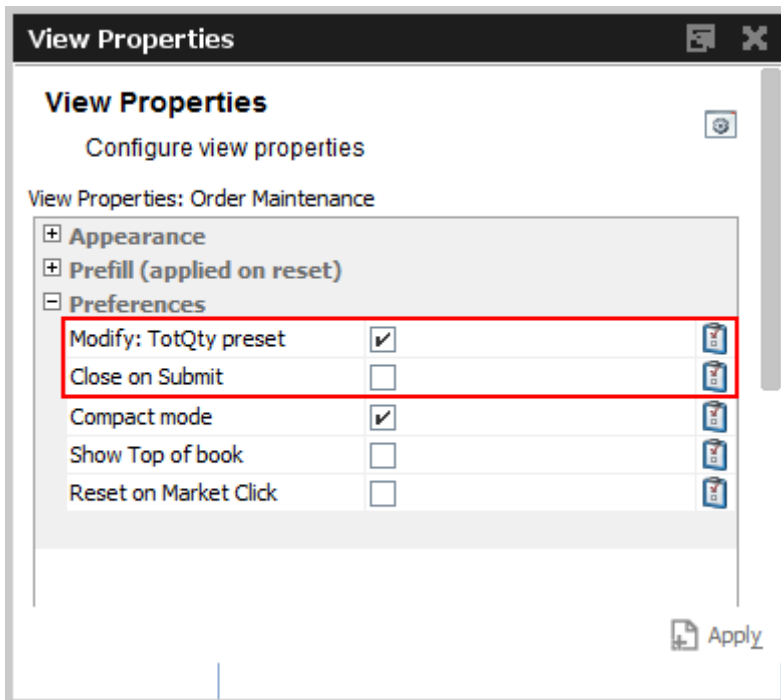 View Properties
View Properties
Configure view properties
View Properties: Order Maintenance
Appearance
Prefill (applied on reset)
Preferences
Modify: TotQty preset
Close on Submit
Compact mode
Show Top of book
Reset on Market Click
Apply